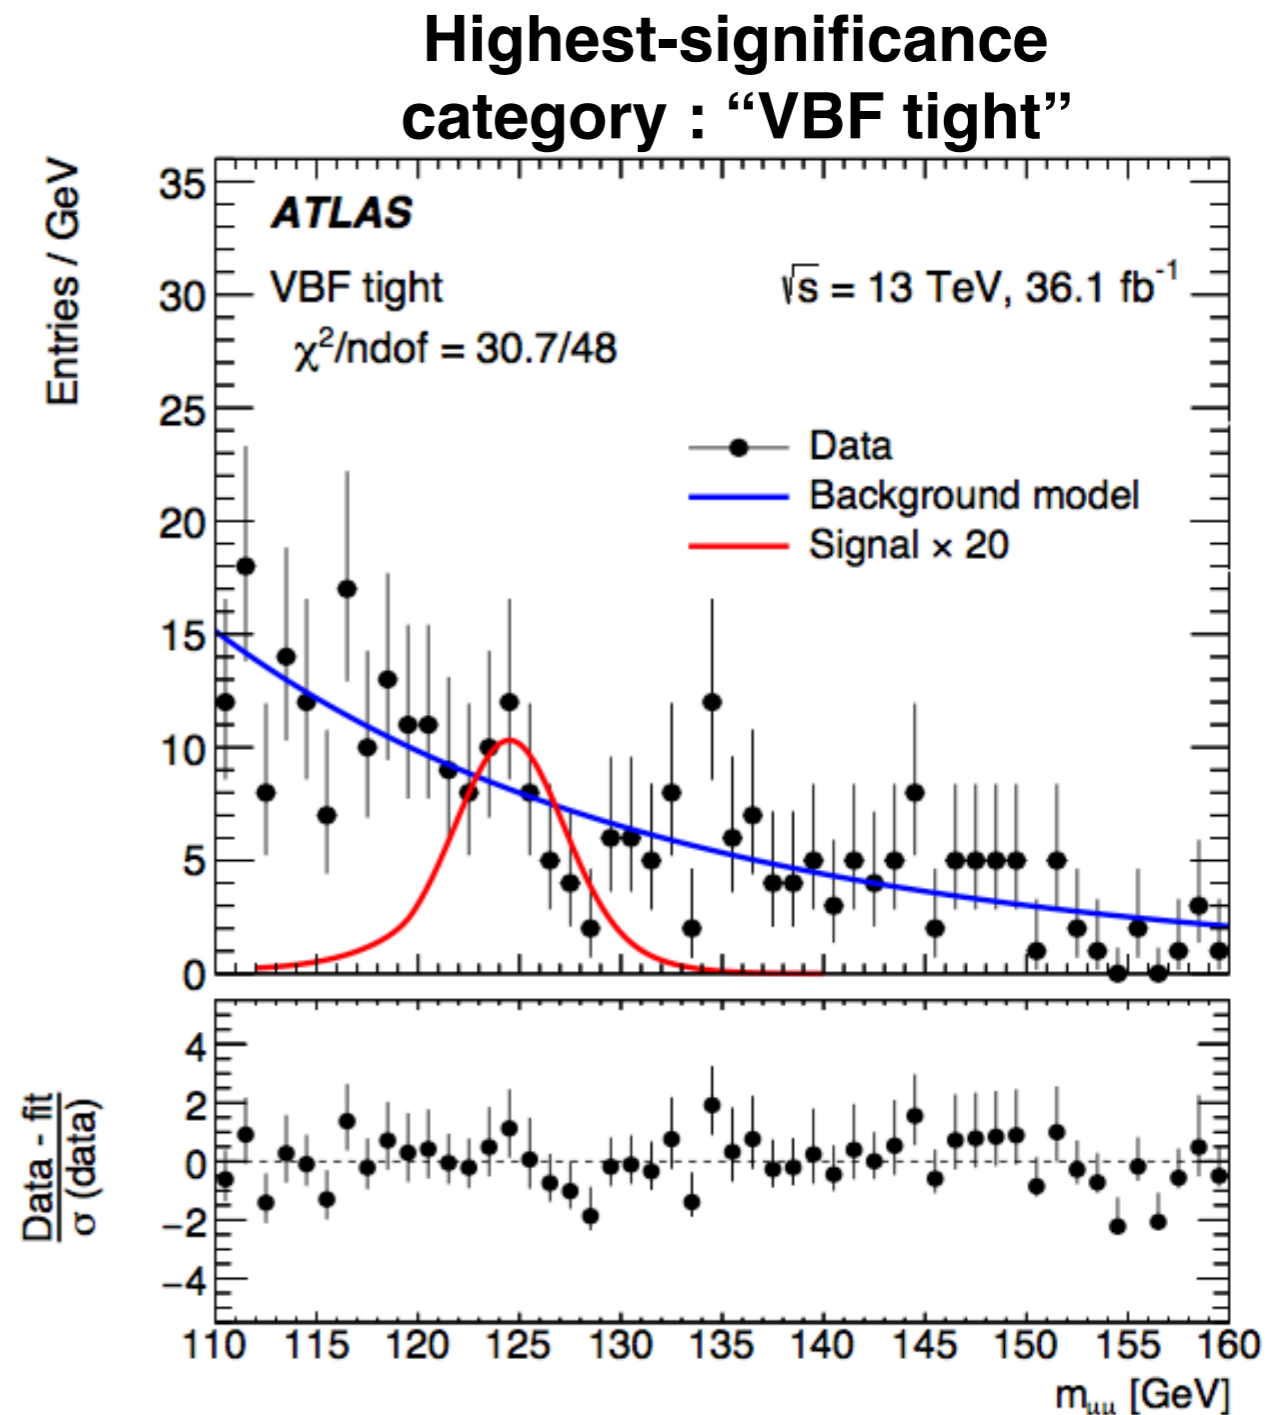 Highest-significance
category : “VBF tight”
Entries / GeV
35
30
25
20
15
10
5
0
ATLAS
VBF tight
√s = 13 TeV, 36.1 fb⁻¹
χ²/ndof = 30.7/48
Data
Background model
Signal × 20
Data - fit
σ (data)
4
2
0
−2
−4
110 115 120 125 130 135 140 145 150 155 160
m_μμ [GeV]